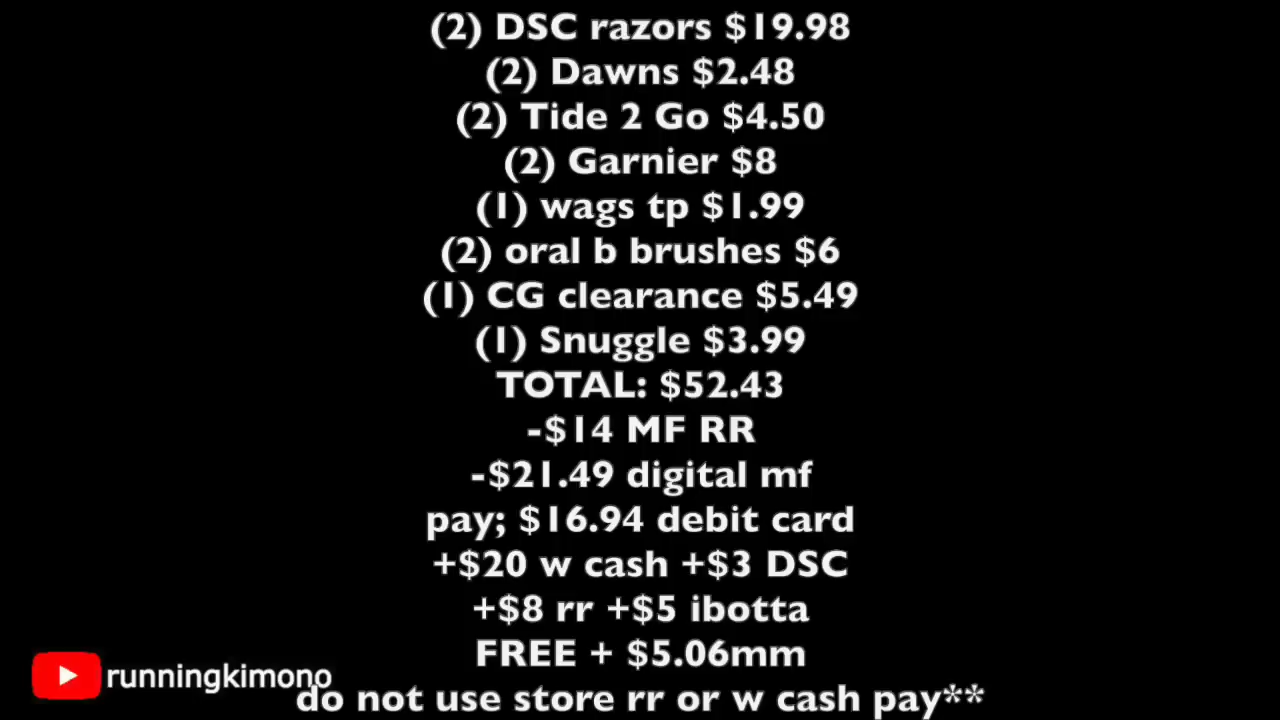 (2) DSC razors $19.98
(2) Dawns $2.48
(2) Tide 2 Go $4.50
(2) Garnier $8
(1) wags tp $1.99
(2) oral b brushes $6
(1) CG clearance $5.49
(1) Snuggle $3.99
TOTAL: $52.43
-$14 MF RR
-$21.49 digital mf
pay; $16.94 debit card
+$20 w cash +$3 DSC
+$8 rr +$5 ibotta
FREE + $5.06mm
runningkimono
do not use store rr or w cash pay**